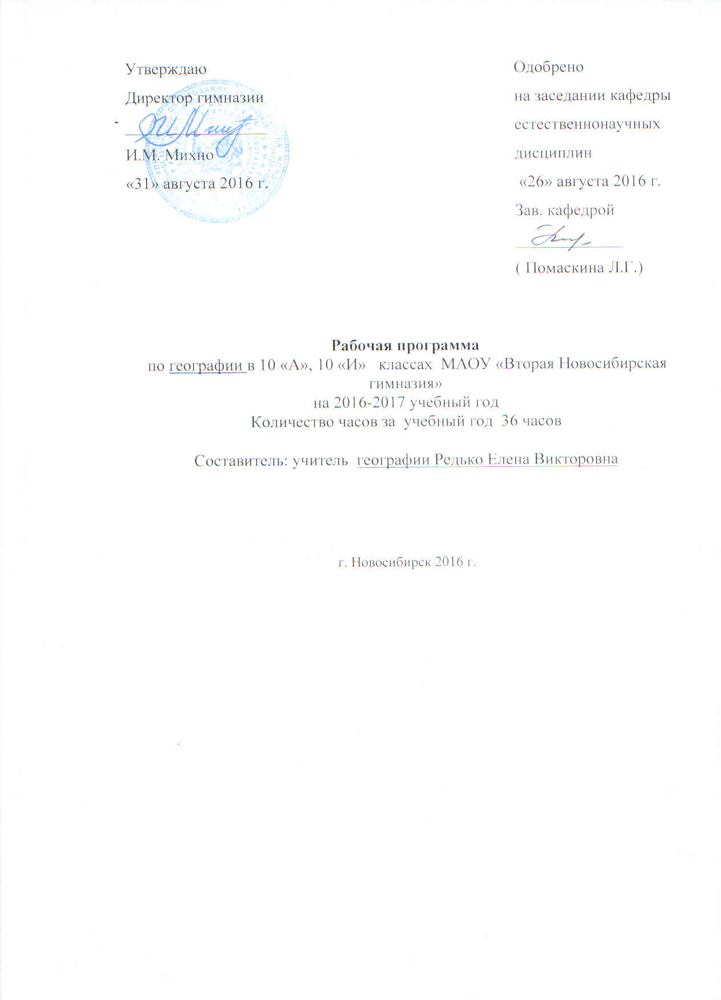 Утверждаю
Директор гимназии
И.М. Михно
«31» августа 2016 г.
Одобрено
на заседании кафедры
естественнонаучных
дисциплин
«26» августа 2016 г.
Зав. кафедрой
( Помаскина Л.Г.)
Рабочая программа
по географии в 10 «А», 10 «И» классах МАОУ «Вторая Новосибирская
гимназия»
на 2016-2017 учебный год
Количество часов за учебный год 36 часов
Составитель: учитель географии Редько Елена Викторовна
г. Новосибирск 2016 г.